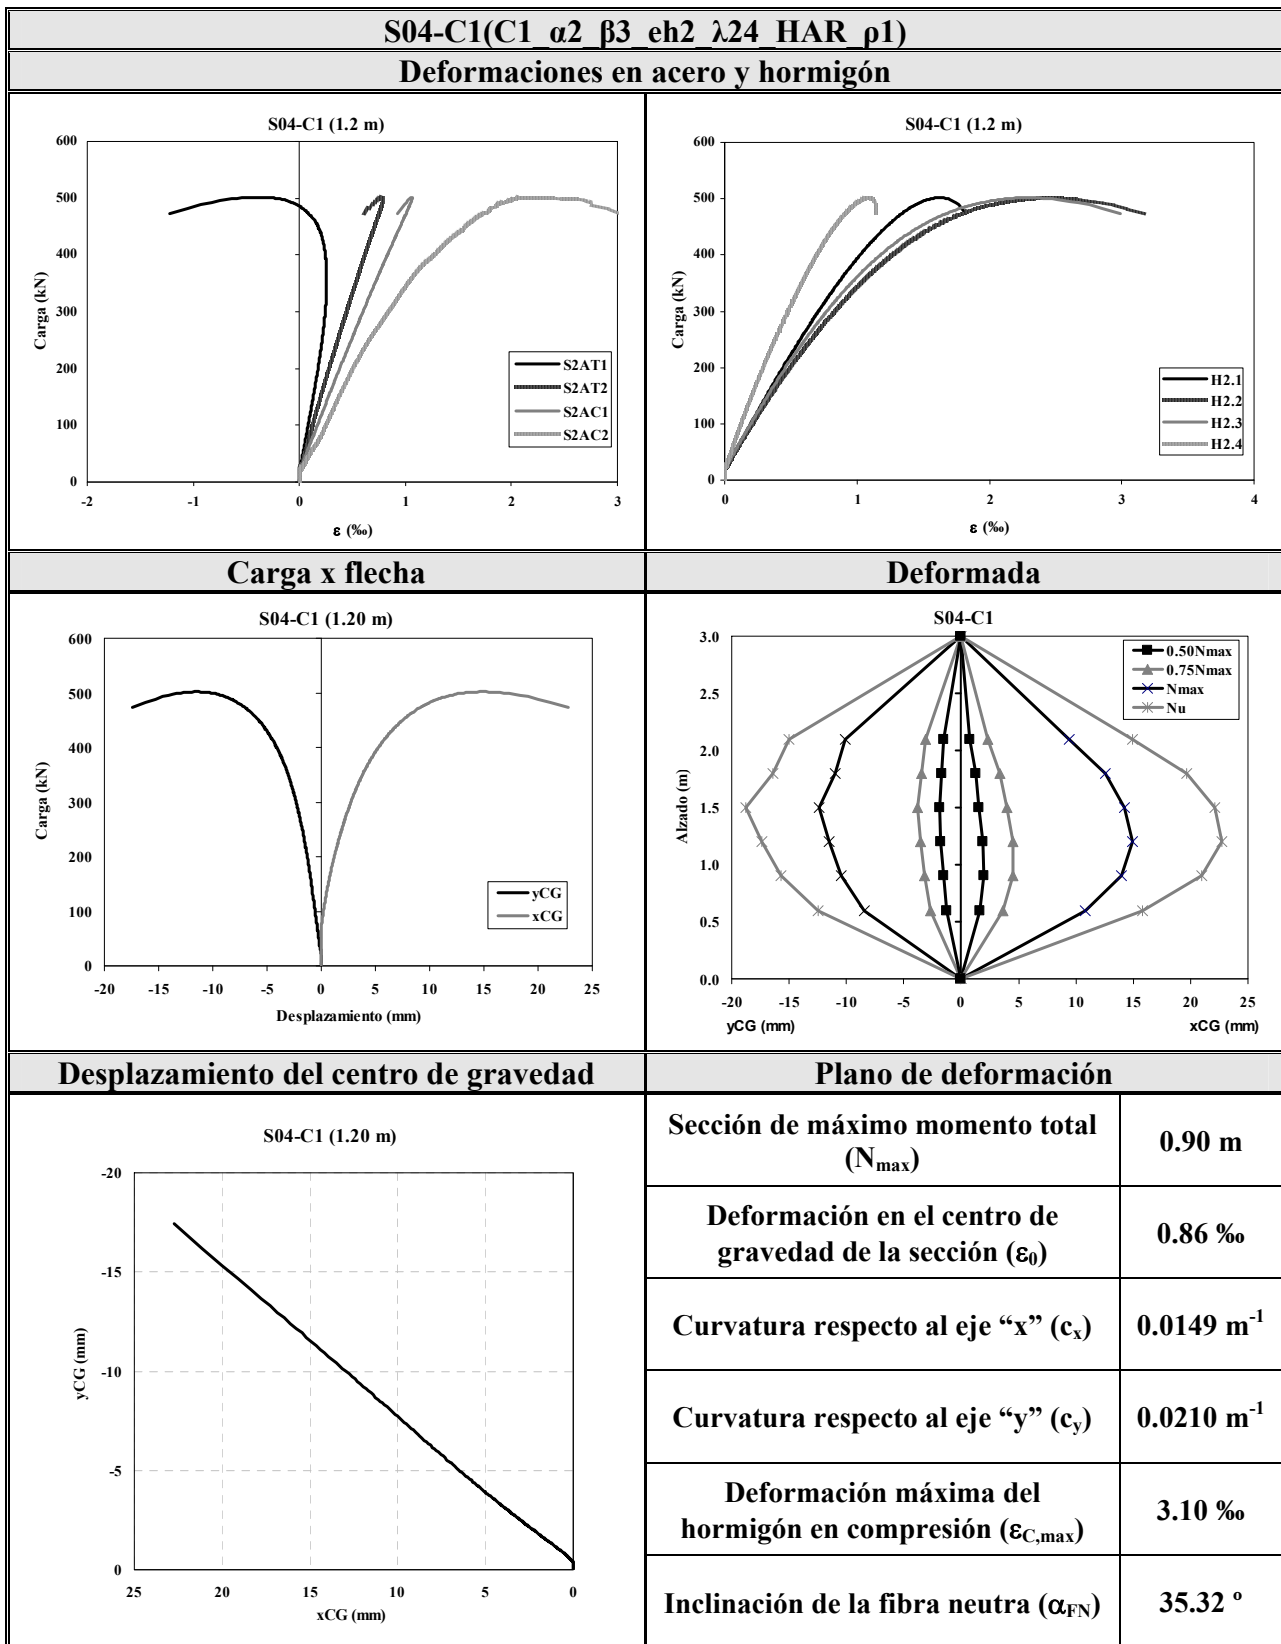 S04-C1(C1_α2_β3_eh2_λ24_HAR_ρ1)
Deformaciones en acero y hormigón
S04-C1 (1.2 m)
600
500
400
300
200
100
0
-2 -1 0 1 2 3
Carga (kN)
ε (‰)
S2AT1
S2AT2
S2AC1
S2AC2
S04-C1 (1.2 m)
600
500
400
300
200
100
0
0 1 2 3 4
Carga (kN)
ε (‰)
H2.1
H2.2
H2.3
H2.4
Carga x flecha
Deformada
S04-C1 (1.20 m)
600
500
400
300
200
100
0
-20 -15 -10 -5 0 5 10 15 20 25
Carga (kN)
Desplazamiento (mm)
yCG
xCG
S04-C1
3.0
2.5
2.0
1.5
1.0
0.5
0.0
-20 -15 -10 -5 0 5 10 15 20 25
Alzado (m)
yCG (mm) xCG (mm)
0.50Nmax
0.75Nmax
Nmax
Nu
Desplazamiento del centro de gravedad
Plano de deformación
S04-C1 (1.20 m)
-20
-15
-10
-5
0
25 20 15 10 5 0
yCG (mm)
xCG (mm)
Sección de máximo momento total
(Nmax)
0.90 m
Deformación en el centro de
gravedad de la sección (ε0)
0.86 ‰
Curvatura respecto al eje “x” (cx)
0.0149 m-1
Curvatura respecto al eje “y” (cy)
0.0210 m-1
Deformación máxima del
hormigón en compresión (εC,max)
3.10 ‰
Inclinación de la fibra neutra (αFN)
35.32 º